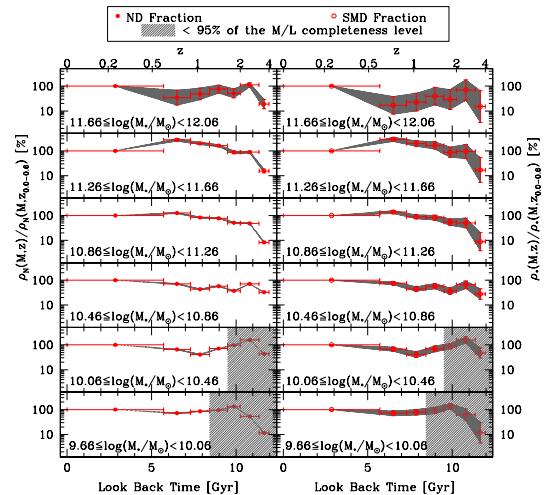 ND Fraction SMD Fraction
< 95% of the M/L completeness level
z z
0 0.2 1 2 3 4 0 0.2 1 2 3 4
100
10
11.66≤log(M⋆/M⊙)<12.06 11.66≤log(M⋆/M⊙)<12.06
100
10
11.26≤log(M⋆/M⊙)<11.66 11.26≤log(M⋆/M⊙)<11.66
100
10
10.86≤log(M⋆/M⊙)<11.26 10.86≤log(M⋆/M⊙)<11.26
100
10
10.46≤log(M⋆/M⊙)<10.86 10.46≤log(M⋆/M⊙)<10.86
100
10
10.06≤log(M⋆/M⊙)<10.46 10.06≤log(M⋆/M⊙)<10.46
100
10
9.66≤log(M⋆/M⊙)<10.06 9.66≤log(M⋆/M⊙)<10.06
100
10
100
10
100
10
100
10
100
10
100
10
0 5 10 0 5 10
Look Back Time [Gyr] Look Back Time [Gyr]
ρN(M,z)/ρN(M,z0.0-0.6) [%]
ρ⋆(M,z)/ρ⋆(M,z0.0-0.6) [%]